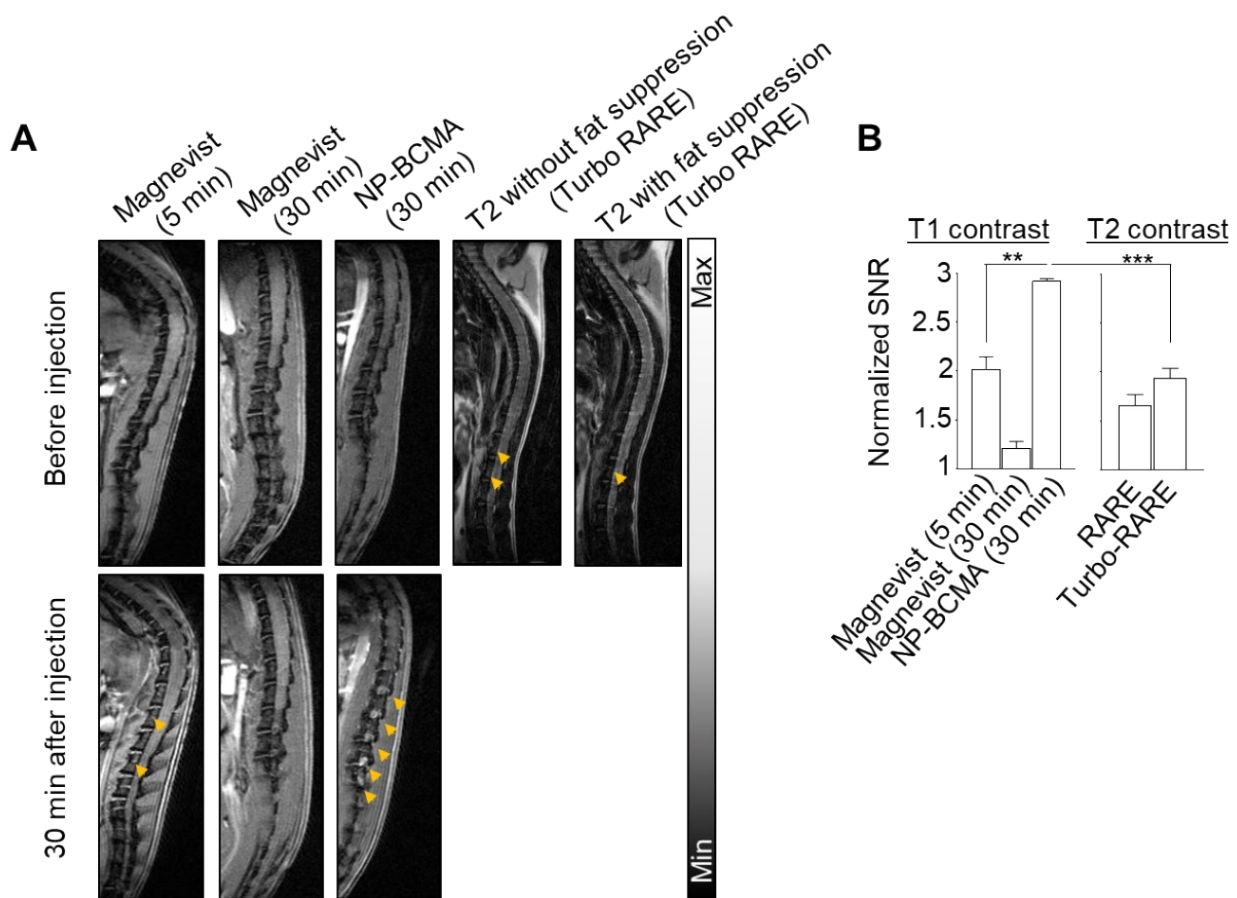 A
Magnevist
(5 min)
Magnevist
(30 min)
NP-BCMA
(30 min)
T2 without fat suppression
(Turbo RARE)
T2 with fat suppression
(Turbo RARE)
Before injection
30 min after injection
Max
Min
B
T1 contrast
T2 contrast
**
***
Normalized SNR
3
2.5
2
1.5
1
Magnevist (5 min)
Magnevist (30 min)
NP-BCMA (30 min)
RARE
Turbo-RARE